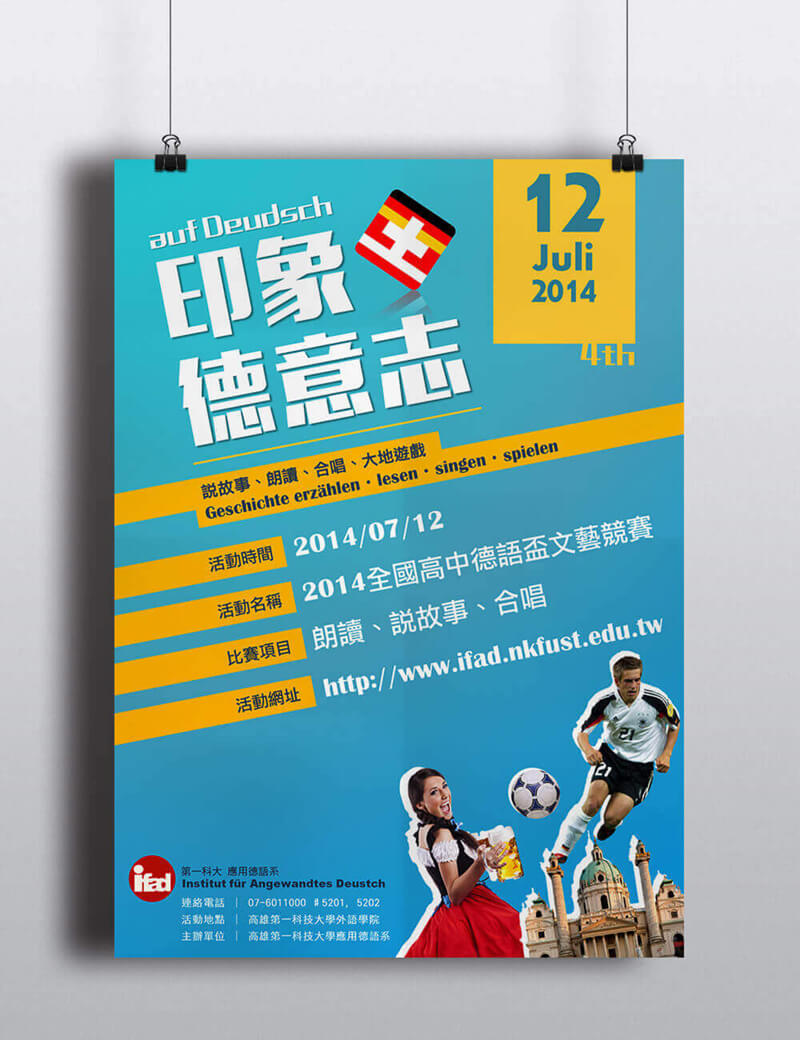 auf Deudsch
印象
德意志
12
Juli
2014
4th
說故事、朗讀、合唱、大地遊戲
Geschichte erzählen・lesen・singen・spielen
活動時間 2014/07/12
活動名稱 2014全國高中德語盃文藝競賽
比賽項目 朗讀、說故事、合唱
活動網址 http://www.ifad.nkfust.edu.tw
21
21
ifad
第一科大 應用德語系
Institut für Angewandtes Deustch
連絡電話 | 07-6011000 #5201, 5202
活動地點 | 高雄第一科技大學外語學院
主辦單位 | 高雄第一科技大學應用德語系